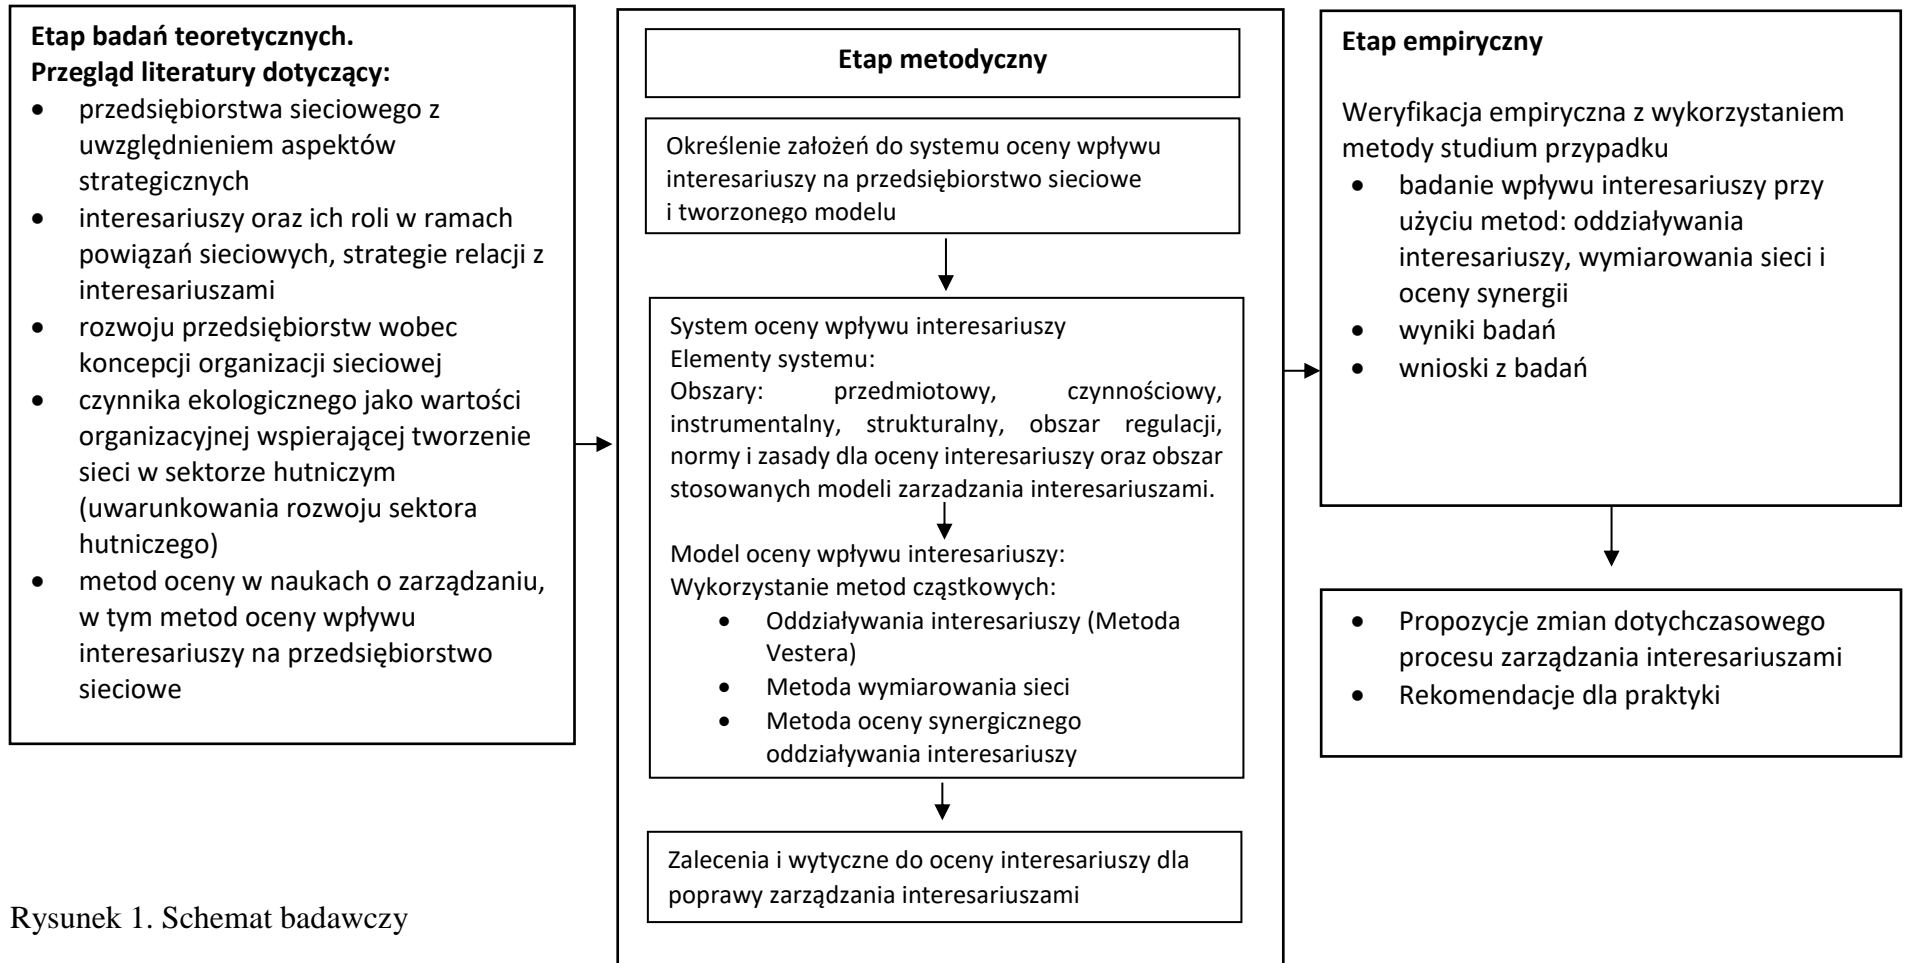 Etap badań teoretycznych.
Przegląd literatury dotyczący:
• przedsiębiorstwa sieciowego z
uwzględnieniem aspektów
strategicznych
• interesariuszy oraz ich roli w ramach
powiązań sieciowych, strategie relacji z
interesariuszami
• rozwoju przedsiębiorstw wobec
koncepcji organizacji sieciowej
• czynnika ekologicznego jako wartości
organizacyjnej wspierającej tworzenie
sieci w sektorze hutniczym
(uwarunkowania rozwoju sektora
hutniczego)
• metod oceny w naukach o zarządzaniu,
w tym metod oceny wpływu
interesariuszy na przedsiębiorstwo
sieciowe
Etap metodyczny
Określenie założeń do systemu oceny wpływu
interesariuszy na przedsiębiorstwo sieciowe
i tworzonego modelu
System oceny wpływu interesariuszy
Elementy systemu:
Obszary: przedmiotowy, czynnościowy,
instrumentalny, strukturalny, obszar regulacji,
normy i zasady dla oceny interesariuszy oraz obszar
stosowanych modeli zarzadzania interesariuszami.
Model oceny wpływu interesariuszy:
Wykorzystanie metod cząstkowych:
• Oddziaływania interesariuszy (Metoda
Vestera)
• Metoda wymiarowania sieci
• Metoda oceny synergicznego
oddziaływania interesariuszy
Zalecenia i wytyczne do oceny interesariuszy dla
poprawy zarządzania interesariuszami
Etap empiryczny
Weryfikacja empiryczna z wykorzystaniem
metody studium przypadku
• badanie wpływu interesariuszy przy
użyciu metod: oddziaływania
interesariuszy, wymiarowania sieci i
oceny synergii
• wyniki badań
• wnioski z badań
• Propozycje zmian dotychczasowego
procesu zarządzania interesariuszami
• Rekomendacje dla praktyki
Rysunek 1. Schemat badawczy